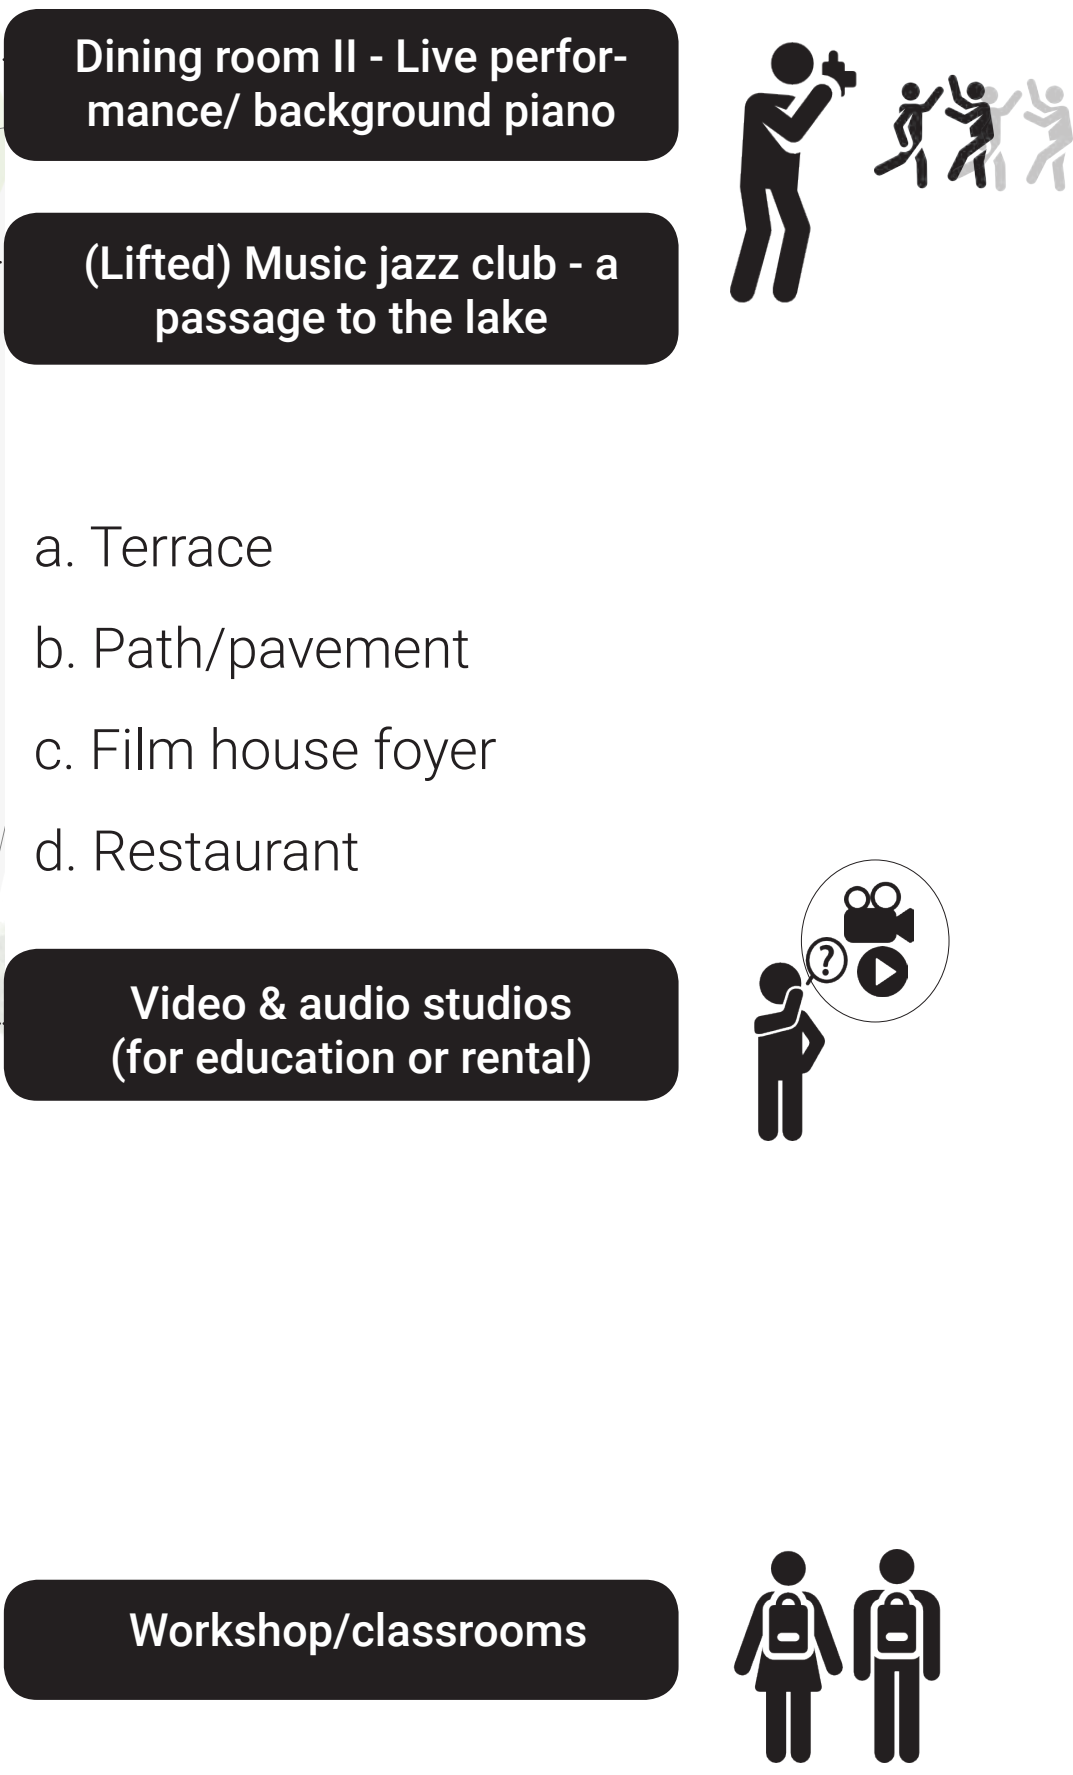 Dining room II - Live perfor-
mance/ background piano
(Lifted) Music jazz club - a
passage to the lake
a. Terrace
b. Path/pavement
c. Film house foyer
d. Restaurant
?
Video & audio studios
(for education or rental)
Workshop/classrooms